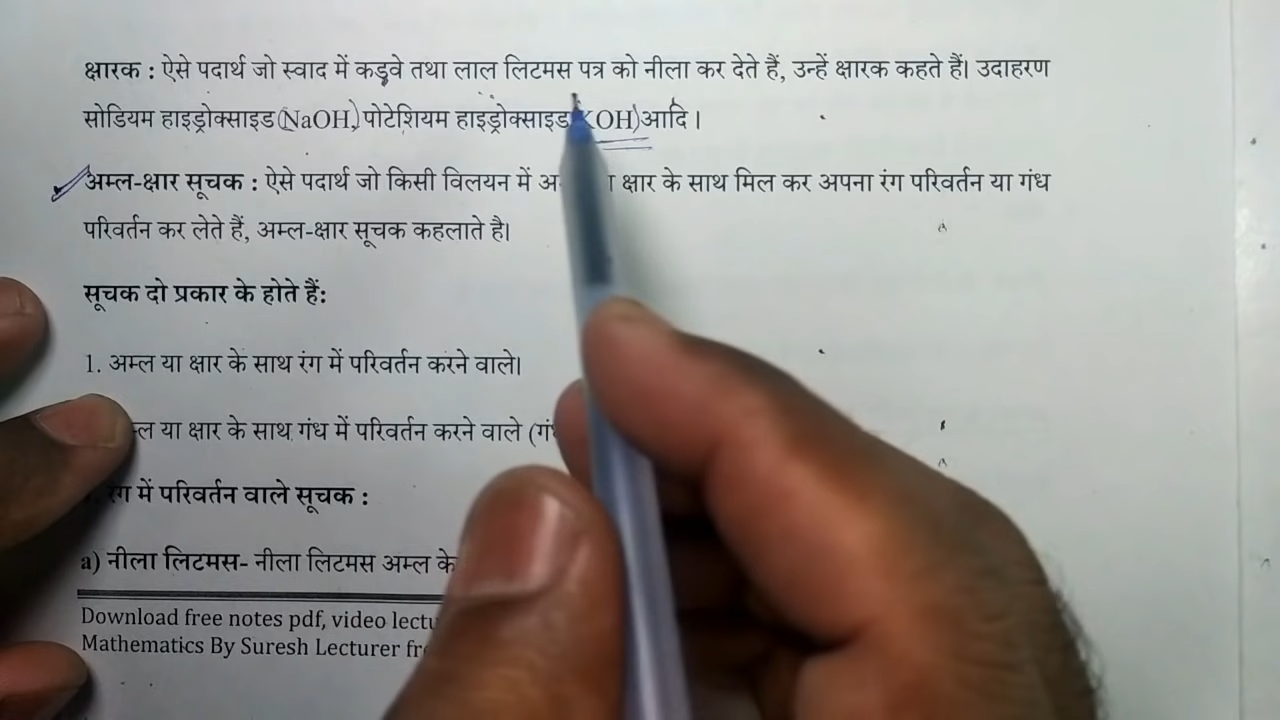 क्षारक : ऐसे पदार्थ जो स्वाद में कड़ुवे तथा लाल लिटमस पत्र को नीला कर देते हैं, उन्हें क्षारक कहते हैं। उदाहरण
सोडियम हाइड्रोक्साइड(NaOH,) पोटेशियम हाइड्रोक्साइड KOH) आदि ।
अम्ल-क्षार सूचक : ऐसे पदार्थ जो किसी विलयन में क्षार के साथ मिल कर अपना रंग परिवर्तन या गंध
परिवर्तन कर लेते हैं, अम्ल-क्षार सूचक कहलाते है।
सूचक दो प्रकार के होते हैं:
1. अम्ल या क्षार के साथ रंग में परिवर्तन करने वाले।
या क्षार के साथ गंध में परिवर्तन करने वाले
रंग में परिवर्तन वाले सूचक :
a) नीला लिटमस- नीला लिटमस अम्ल के
Download free notes pdf, video
Mathematics By Suresh Lecturer